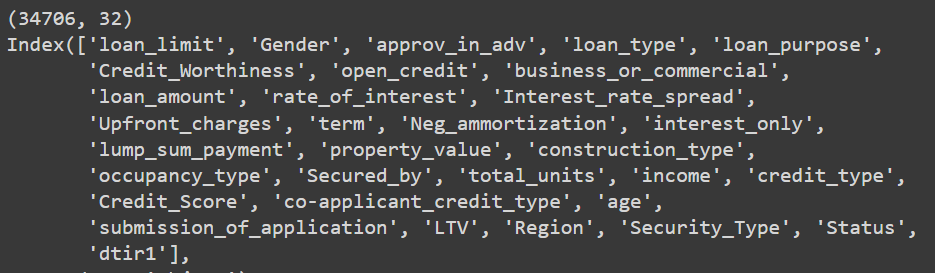 (34706, 32)
Index(['loan_limit', 'Gender', 'approv_in_adv', 'loan_type', 'loan_purpose',
'Credit_Worthiness', 'open_credit', 'business_or_commercial',
'loan_amount', 'rate_of_interest', 'Interest_rate_spread',
'Upfront_charges', 'term', 'Neg_ammortization', 'interest_only',
'lump_sum_payment', 'property_value', 'construction_type',
'occupancy_type', 'Secured_by', 'total_units', 'income', 'credit_type',
'Credit_Score', 'co-applicant_credit_type', 'age',
'submission_of_application', 'LTV', 'Region', 'Security_Type', 'Status',
'dtir1'],